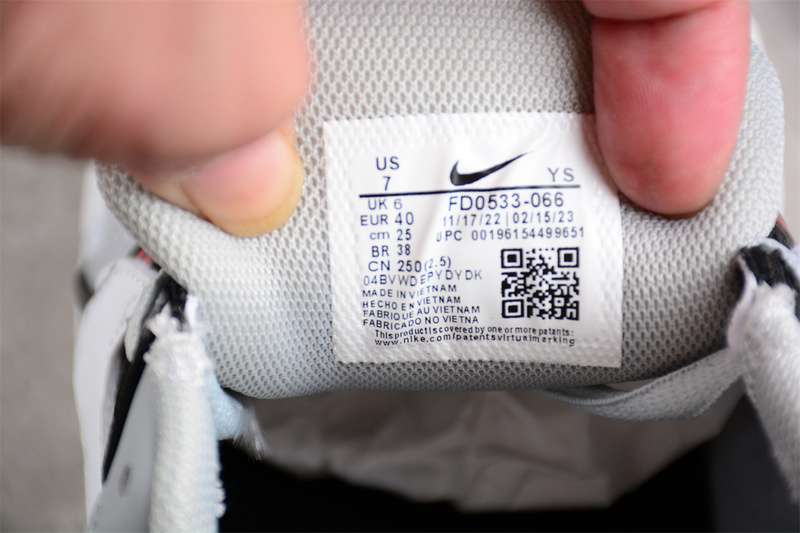 US
7
YS
UK 6
FD0533-066
EUR 40
11/17/22 | 02/15/23
cm 25
UPC 00196154499651
BR 38
CN 250(2.5)
04BVWDEPYDYDK
MADE IN VIETNAM
HECHO EN VIETNAM
FABRIQUE AU VIETNAM
FABRICADO NO VIETNA
This product is covered by one or more patents:
www.nike.com/patentsvirtualmarking